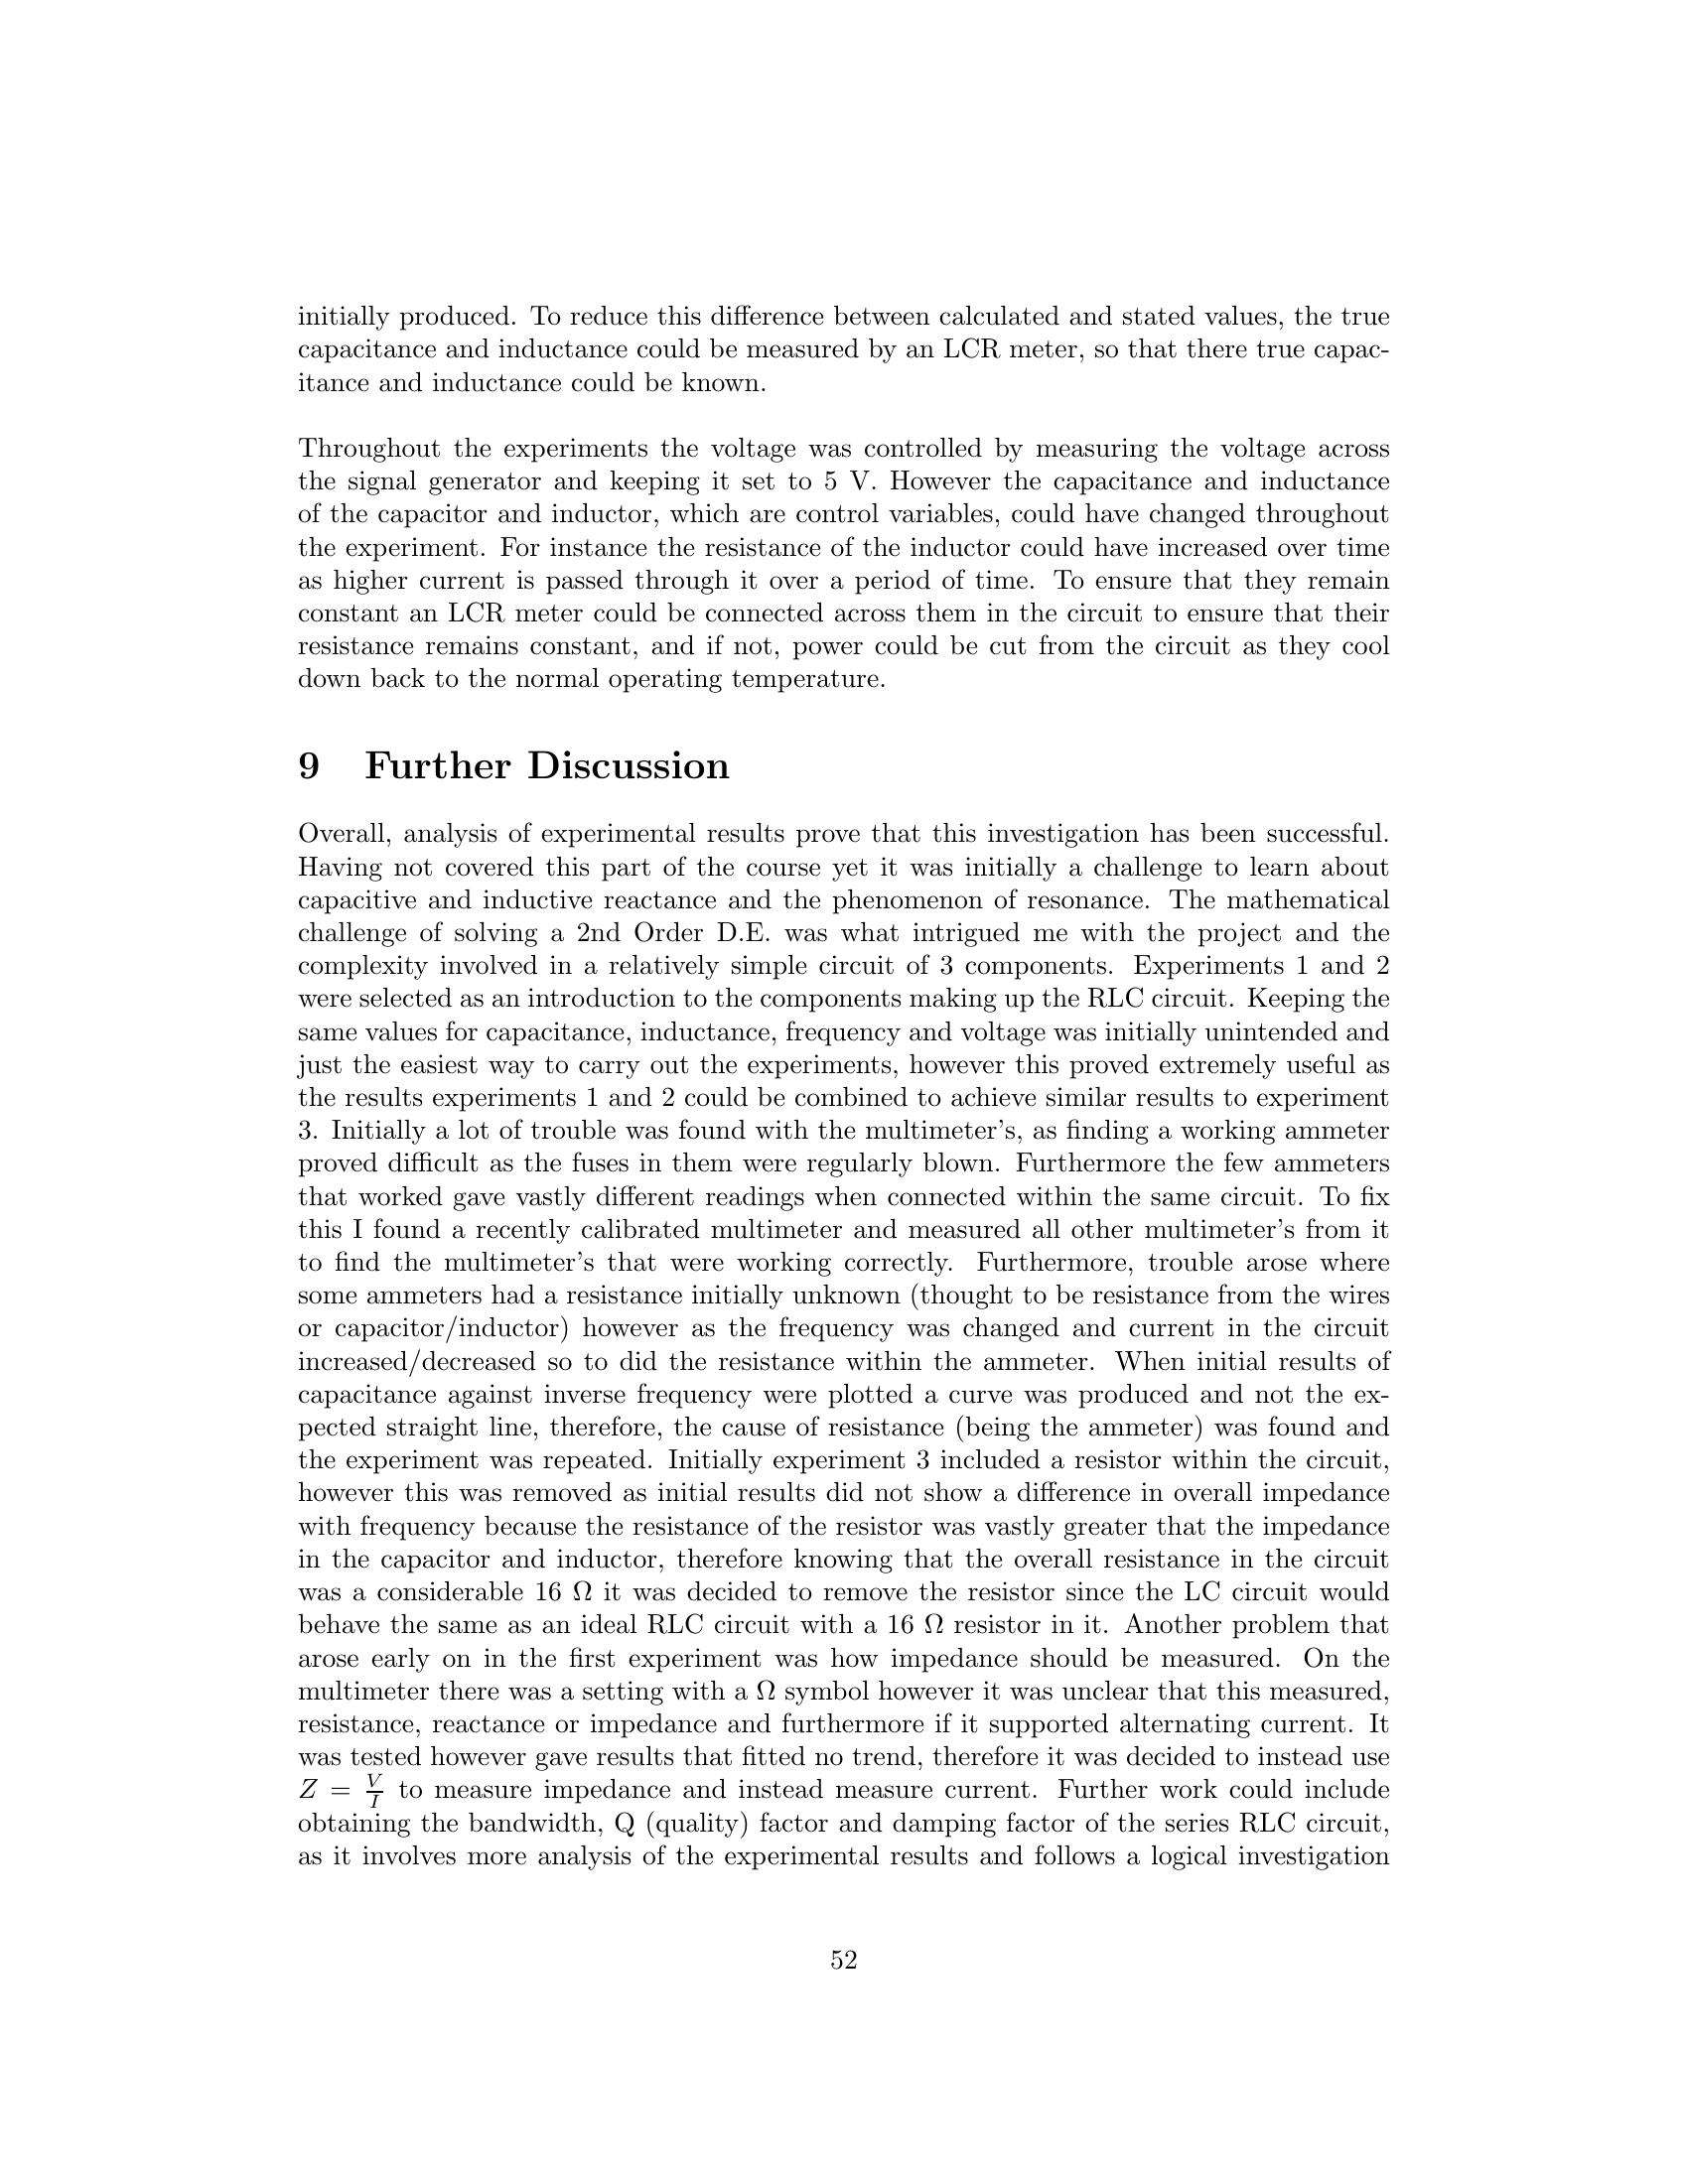 initially produced. To reduce this difference between calculated and stated values, the true
capacitance and inductance could be measured by an LCR meter, so that there true capac-
itance and inductance could be known.
Throughout the experiments the voltage was controlled by measuring the voltage across
the signal generator and keeping it set to 5 V. However the capacitance and inductance
of the capacitor and inductor, which are control variables, could have changed throughout
the experiment. For instance the resistance of the inductor could have increased over time
as higher current is passed through it over a period of time. To ensure that they remain
constant an LCR meter could be connected across them in the circuit to ensure that their
resistance remains constant, and if not, power could be cut from the circuit as they cool
down back to the normal operating temperature.
9 Further Discussion
Overall, analysis of experimental results prove that this investigation has been successful.
Having not covered this part of the course yet it was initially a challenge to learn about
capacitive and inductive reactance and the phenomenon of resonance. The mathematical
challenge of solving a 2nd Order D.E. was what intrigued me with the project and the
complexity involved in a relatively simple circuit of 3 components. Experiments 1 and 2
were selected as an introduction to the components making up the RLC circuit. Keeping the
same values for capacitance, inductance, frequency and voltage was initially unintended and
just the easiest way to carry out the experiments, however this proved extremely useful as
the results experiments 1 and 2 could be combined to achieve similar results to experiment
3. Initially a lot of trouble was found with the multimeter's, as finding a working ammeter
proved difficult as the fuses in them were regularly blown. Furthermore the few ammeters
that worked gave vastly different readings when connected within the same circuit. To fix
this I found a recently calibrated multimeter and measured all other multimeter's from it
to find the multimeter's that were working correctly. Furthermore, trouble arose where
some ammeters had a resistance initially unknown (thought to be resistance from the wires
or capacitor/inductor) however as the frequency was changed and current in the circuit
increased/decreased so to did the resistance within the ammeter. When initial results of
capacitance against inverse frequency were plotted a curve was produced and not the ex-
pected straight line, therefore, the cause of resistance (being the ammeter) was found and
the experiment was repeated. Initially experiment 3 included a resistor within the circuit,
however this was removed as initial results did not show a difference in overall impedance
with frequency because the resistance of the resistor was vastly greater that the impedance
in the capacitor and inductor, therefore knowing that the overall resistance in the circuit
was a considerable 16 Ω it was decided to remove the resistor since the LC circuit would
behave the same as an ideal RLC circuit with a 16 Ω resistor in it. Another problem that
arose early on in the first experiment was how impedance should be measured. On the
multimeter there was a setting with a Ω symbol however it was unclear that this measured,
resistance, reactance or impedance and furthermore if it supported alternating current. It
was tested however gave results that fitted no trend, therefore it was decided to instead use
Z = V/I to measure impedance and instead measure current. Further work could include
obtaining the bandwidth, Q (quality) factor and damping factor of the series RLC circuit,
as it involves more analysis of the experimental results and follows a logical investigation
52